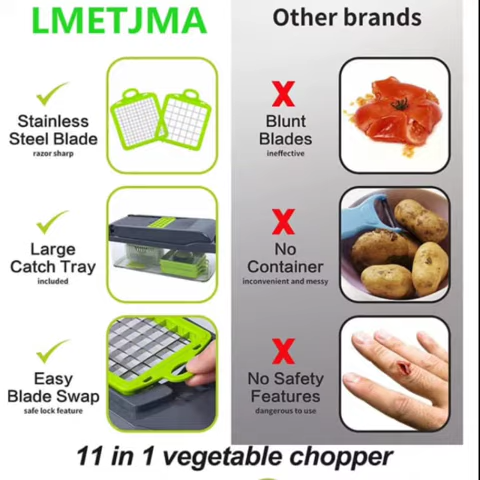 LMETJMA
Other brands
Stainless
Steel Blade
razor sharp
Blunt
Blades
ineffective
Large
Catch Tray
included
No
Container
inconvenient and messy
Easy
Blade Swap
safe lock feature
No Safety
Features
dangerous to use
11 in 1 vegetable chopper